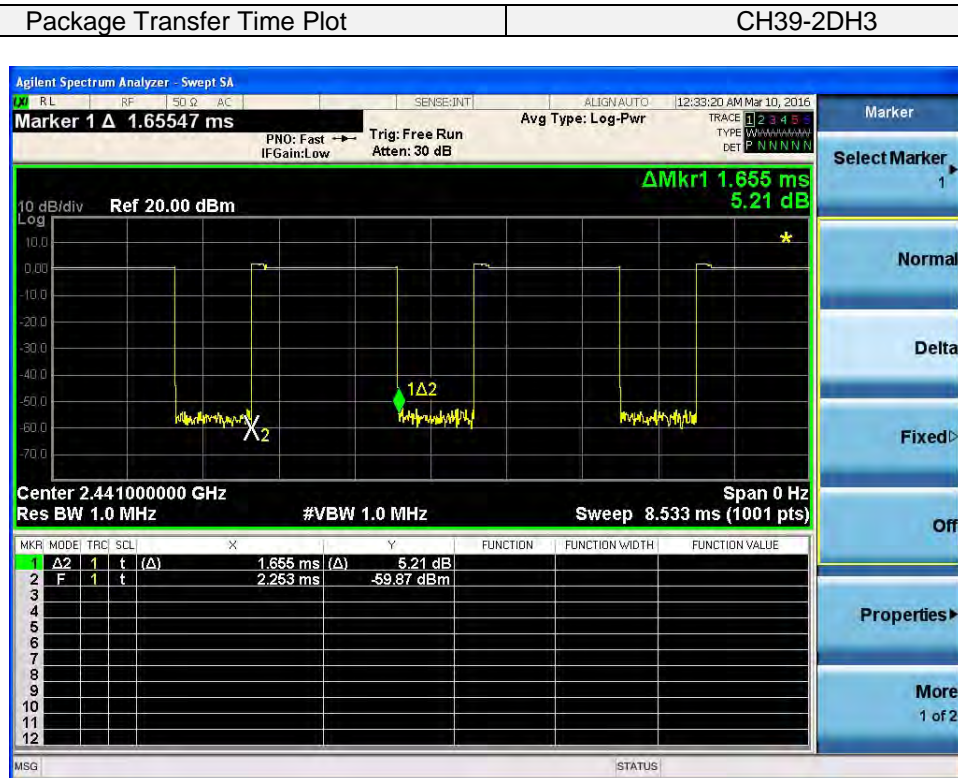 Package Transfer Time Plot CH39-2DH3
Agilent Spectrum Analyzer - Swept SA
RL RF 50 Ω AC SENSE:INT ALIGNAUTO 12:33:20 AM Mar 10, 2016
Marker 1 Δ 1.65547 ms
PNO: Fast
IFGain:Low
Trig: Free Run
Atten: 30 dB
Avg Type: Log-Pwr
TRACE 1 2 3 4 5 6
TYPE WWWWWWWW
DET P NNNNN
ΔMkr1 1.655 ms
5.21 dB
10 dB/div Ref 20.00 dBm
Log
10.0
0.00
-10.0
-20.0
-30.0
-40.0
-50.0
-60.0
-70.0
*
1Δ2
X2
Center 2.441000000 GHz Span 0 Hz
Res BW 1.0 MHz #VBW 1.0 MHz Sweep 8.533 ms (1001 pts)
MKR MODE TRC SCL X Y FUNCTION FUNCTION WIDTH FUNCTION VALUE
1 Δ2 1 t (Δ) 1.655 ms (Δ) 5.21 dB
2 F 1 t 2.253 ms -59.87 dBm
3
4
5
6
7
8
9
10
11
12
MSG STATUS
Marker
Select Marker
1
Normal
Delta
Fixed
Off
Properties
More
1 of 2